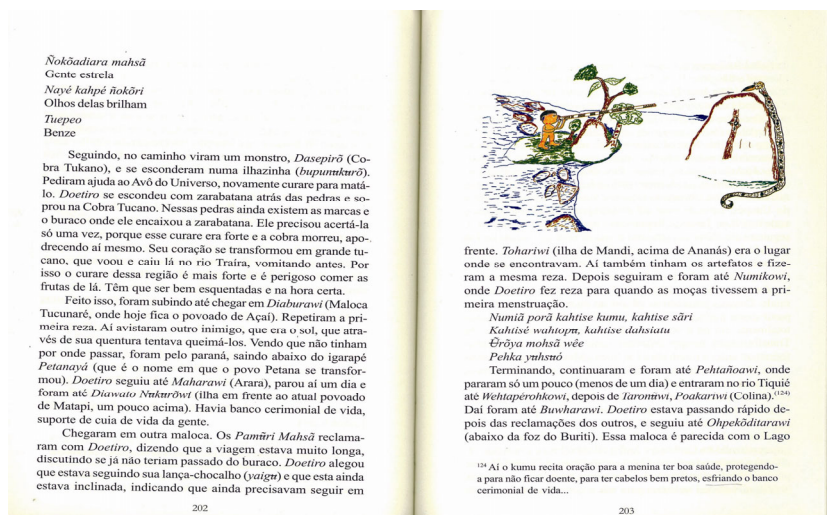 Ñokõadiara mahsã
Gente estrela
Nayé kahpé ñokõri
Olhos delas brilham
Tuepeo
Benze
Seguindo, no caminho viram um monstro, Dasepirõ (Co-
bra Tukano), e se esconderam numa ilhazinha (bupunʉkʉrõ).
Pediram ajuda ao Avô do Universo, novamente curare para matá-
lo. Doetiro se escondeu com zarabatana atrás das pedras e so-
prou na Cobra Tucano. Nessas pedras ainda existem as marcas e
o buraco onde ele encaixou a zarabatana. Ele precisou acertá-la
só uma vez, porque esse curare era forte e a cobra morreu, apo-
drecendo aí mesmo. Seu coração se transformou em grande tu-
cano, que voou e caiu lá no rio Traíra, vomitando antes. Por
isso o curare dessa região é mais forte e é perigoso comer as
frutas de lá. Têm que ser bem esquentadas e na hora certa.
Feito isso, foram subindo até chegar em Diaburawi (Maloca
Tucunaré, onde hoje fica o povoado de Açaí). Repetiram a pri-
meira reza. Aí avistaram outro inimigo, que era o sol, que atra-
vés de sua quentura tentava queimá-los. Vendo que não tinham
por onde passar, foram pelo paraná, saindo abaixo do igarapé
Petanayá (que é o nome em que o povo Petana se transfor-
mou). Doetiro seguiu até Maharawi (Arara), parou aí um dia e
foram até Diawato Nʉkʉrõwi (ilha em frente ao atual povoado
de Matapi, um pouco acima). Havia banco cerimonial de vida,
suporte de cuia de vida da gente.
Chegaram em outra maloca. Os Pamʉ̃ri Mahsã reclama-
ram com Doetiro, dizendo que a viagem estava muito longa,
discutindo se já não teriam passado do buraco. Doetiro alegou
que estava seguindo sua lança-chocalho (yaigʉ) e que esta ainda
estava inclinada, indicando que ainda precisavam seguir em
202
frente. Tohariwi (ilha de Mandi, acima de Ananás) era o lugar
onde se encontravam. Aí também tinham os artefatos e fize-
ram a mesma reza. Depois seguiram e foram até Numikowi,
onde Doetiro fez reza para quando as moças tivessem a pri-
meira menstruação.
Numiã porã kahtise kumu, kahtise sãri
Kahtisé wahtopʉ, kahtise dahsiatu
Ʉrõya mohsã wêe
Pehka yʉhsʉó
Terminando, continuaram e foram até Pehtañoawi, onde
pararam só um pouco (menos de um dia) e entraram no rio Tiquié
até Wehtapérohkowi, depois de Taromʉ̃wi, Poakariwi (Colina).(124)
Daí foram até Buwharawi. Doetiro estava passando rápido de-
pois das reclamações dos outros, e seguiu até Ohpekõditarawi
(abaixo da foz do Buriti). Essa maloca é parecida com o Lago
124 Aí o kumu recita oração para a menina ter boa saúde, protegendo-
a para não ficar doente, para ter cabelos bem pretos, esfriando o banco
cerimonial de vida...
203